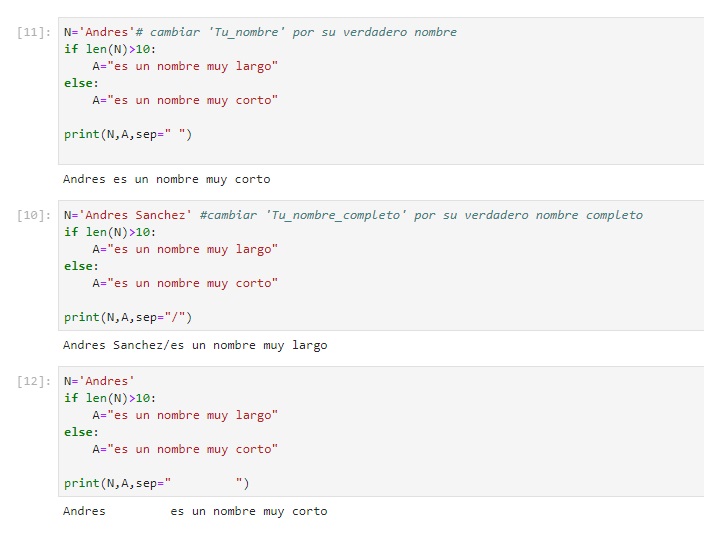 [11]: N='Andres'# cambiar 'Tu_nombre' por su verdadero nombre
if len(N)>10:
    A="es un nombre muy largo"
else:
    A="es un nombre muy corto"
print(N,A,sep=" ")
Andres es un nombre muy corto
[10]: N='Andres Sanchez' #cambiar 'Tu_nombre_completo' por su verdadero nombre completo
if len(N)>10:
    A="es un nombre muy largo"
else:
    A="es un nombre muy corto"
print(N,A,sep="/")
Andres Sanchez/es un nombre muy largo
[12]: N='Andres'
if len(N)>10:
    A="es un nombre muy largo"
else:
    A="es un nombre muy corto"
print(N,A,sep="         ")
Andres         es un nombre muy corto